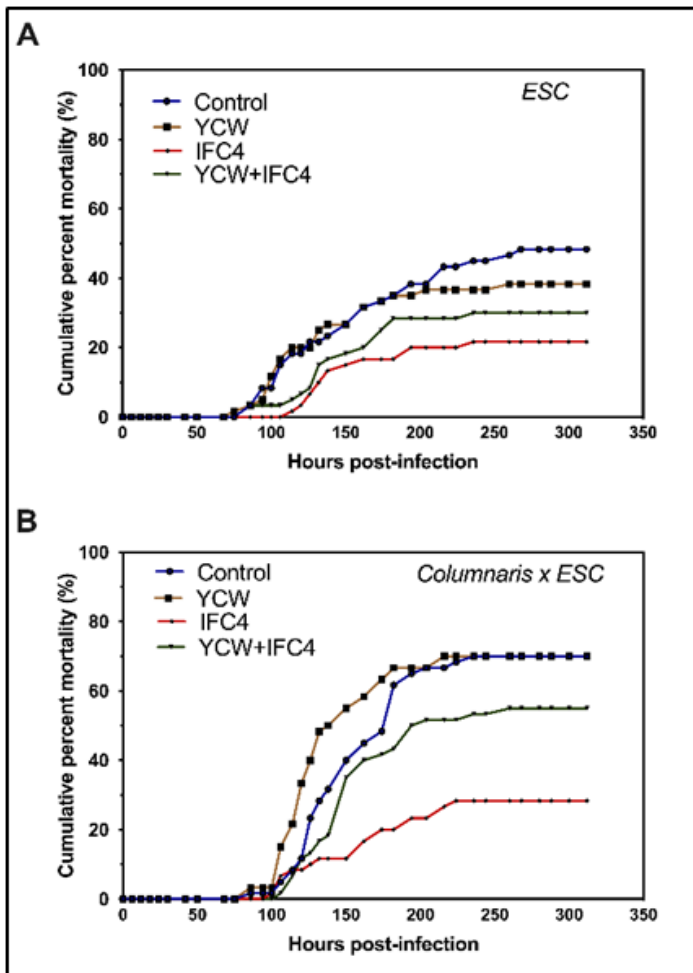 A
100
80
60
40
20
0
Cumulative percent mortality (%)
ESC
Control
YCW
IFC4
YCW+IFC4
0 50 100 150 200 250 300 350
Hours post-infection
B
100
80
60
40
20
0
Cumulative percent mortality (%)
Columnaris x ESC
Control
YCW
IFC4
YCW+IFC4
0 50 100 150 200 250 300 350
Hours post-infection